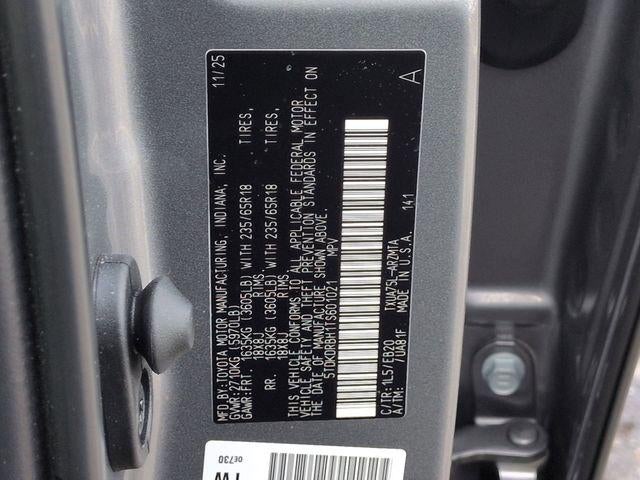 MFD.BY: TOYOTA MOTOR MANUFACTURING, INDIANA, INC. 11/25
GVWR: 2710KG (5970LB)
GAWR: FRT. 1635KG (3605LB) WITH 235/65R18 TIRES,
18X8J RIMS
RR. 1635KG (3605LB) WITH 235/65R18 TIRES,
18X8J RIMS
THIS VEHICLE CONFORMS TO ALL APPLICABLE FEDERAL MOTOR
VEHICLE SAFETY AND THEFT PREVENTION STANDARDS IN EFFECT ON
THE DATE OF MANUFACTURE SHOWN ABOVE.
5TDKDRBH1TS601021 MPV
A
C/TR: 1L5/FB20 TXUA75L-ARZMTA 141
A/TM: /UA81F MADE IN U.S.A.
0E730